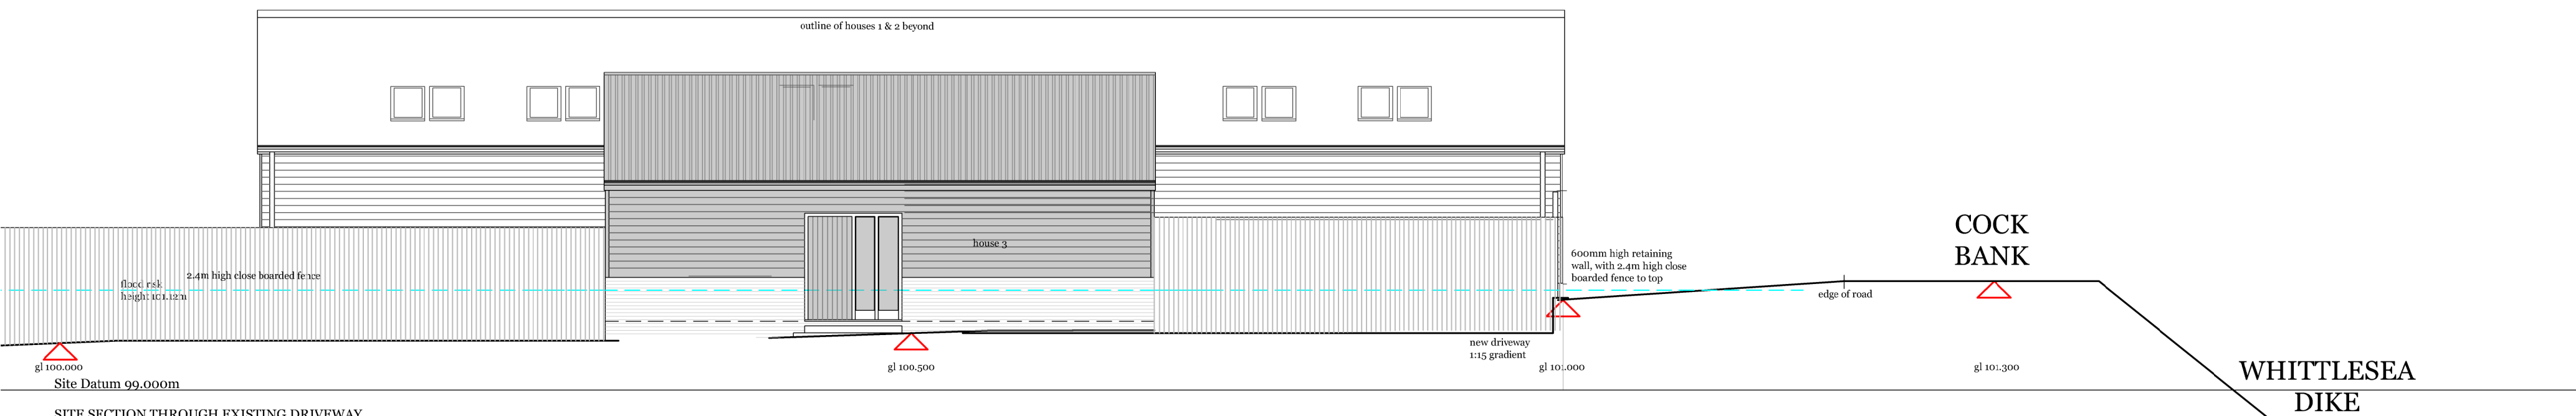 outline of houses 1 & 2 beyond
COCK
BANK
house 3
600mm high retaining
wall, with 2.4m high close
boarded fence to top
2.4m high close boarded fence
flood risk
height 101.12m
edge of road
new driveway
1:15 gradient
gl 100.000
gl 100.500
gl 101.000
gl 101.300
WHITTLESEA
DIKE
Site Datum 99.000m
SITE SECTION THROUGH EXISTING DRIVEWAY